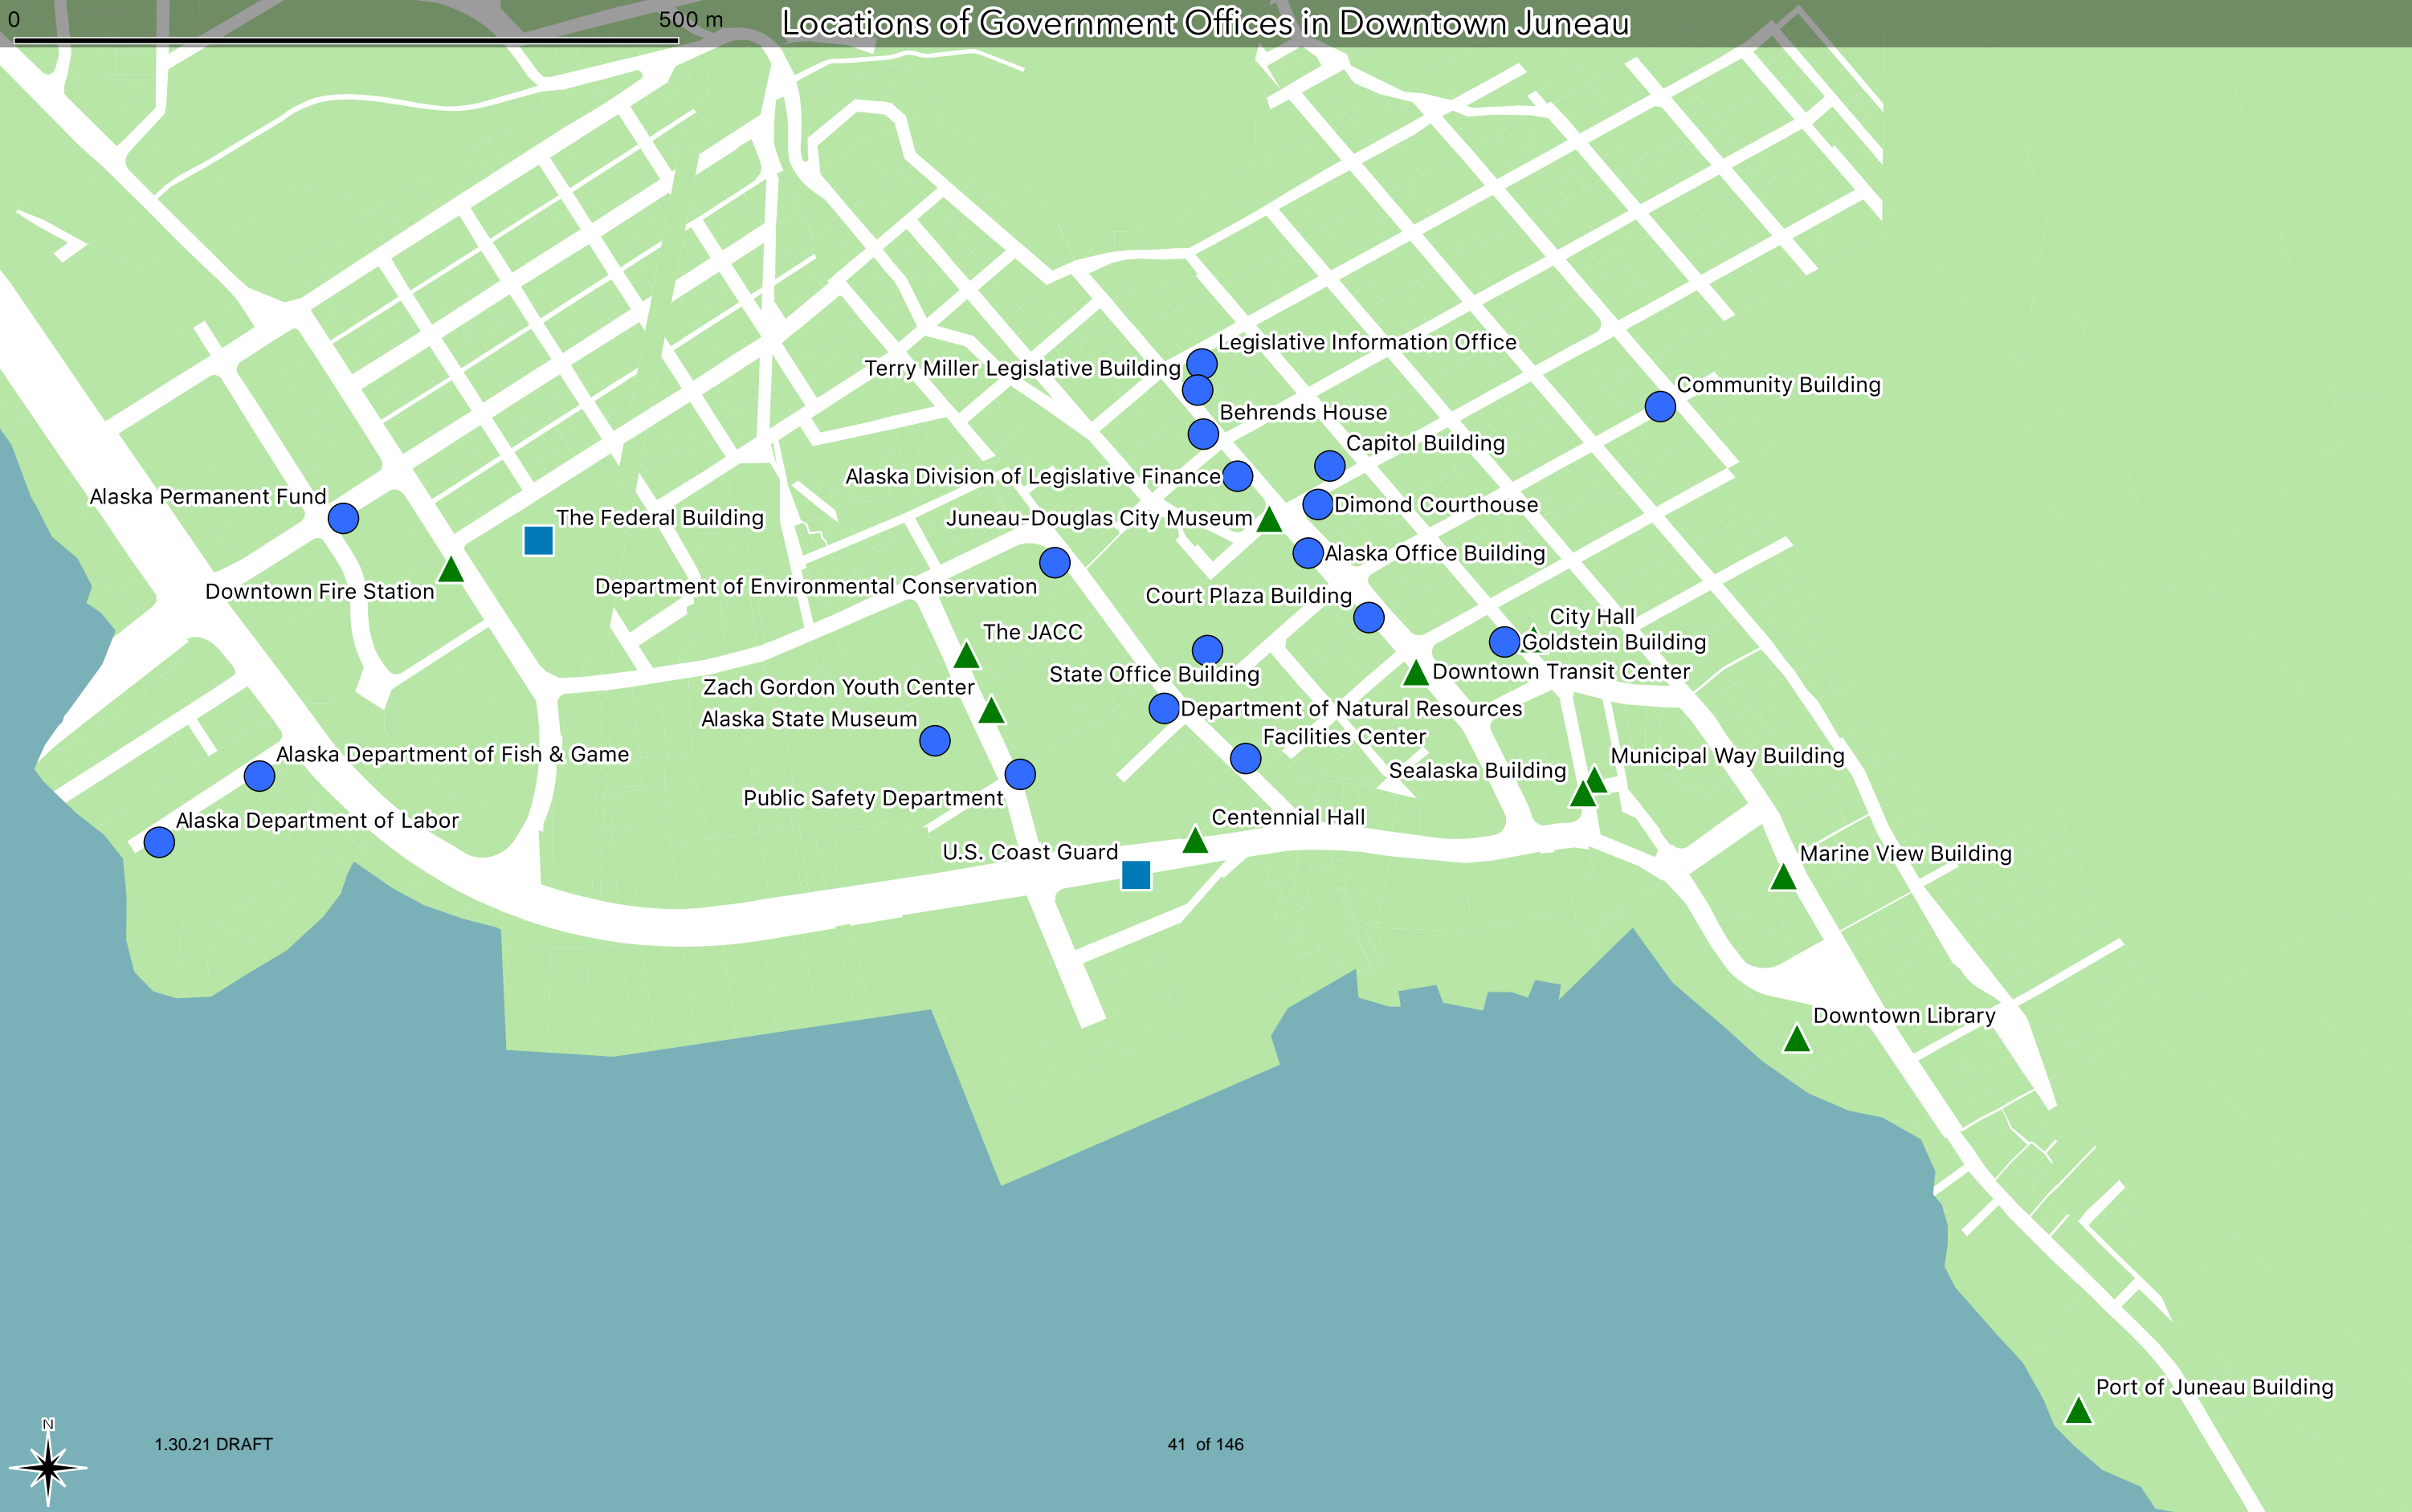 0
500 m
Locations of Government Offices in Downtown Juneau
Legislative Information Office
Terry Miller Legislative Building
Community Building
Behrends House
Capitol Building
Alaska Division of Legislative Finance
Alaska Permanent Fund
Dimond Courthouse
The Federal Building
Juneau-Douglas City Museum
Alaska Office Building
Department of Environmental Conservation
Downtown Fire Station
Court Plaza Building
City Hall
The JACC
Goldstein Building
Downtown Transit Center
State Office Building
Zach Gordon Youth Center
Department of Natural Resources
Alaska State Museum
Facilities Center
Alaska Department of Fish & Game
Municipal Way Building
Sealaska Building
Public Safety Department
Centennial Hall
Alaska Department of Labor
U.S. Coast Guard
Marine View Building
Downtown Library
Port of Juneau Building
N
1.30.21 DRAFT
41 of 146